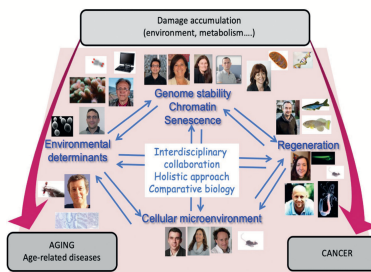 Damage accumulation
(environment, metabolism....)
Genome stability
Chromatin
Senescence
Environmental
determinants
Interdisciplinary
collaboration
Holistic approach
Comparative biology
Regeneration
Cellular microenvironment
AGING
Age-related diseases
CANCER